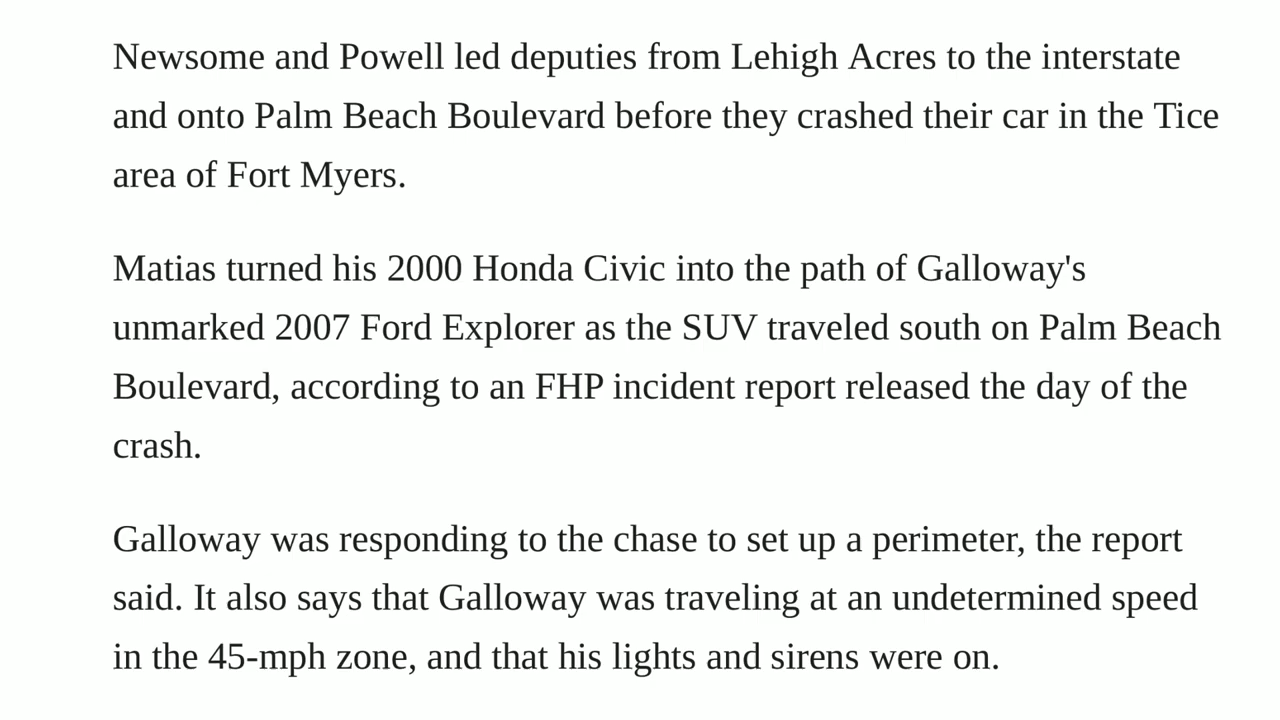 Newsome and Powell led deputies from Lehigh Acres to the interstate
and onto Palm Beach Boulevard before they crashed their car in the Tice
area of Fort Myers.
Matias turned his 2000 Honda Civic into the path of Galloway's
unmarked 2007 Ford Explorer as the SUV traveled south on Palm Beach
Boulevard, according to an FHP incident report released the day of the
crash.
Galloway was responding to the chase to set up a perimeter, the report
said. It also says that Galloway was traveling at an undetermined speed
in the 45-mph zone, and that his lights and sirens were on.